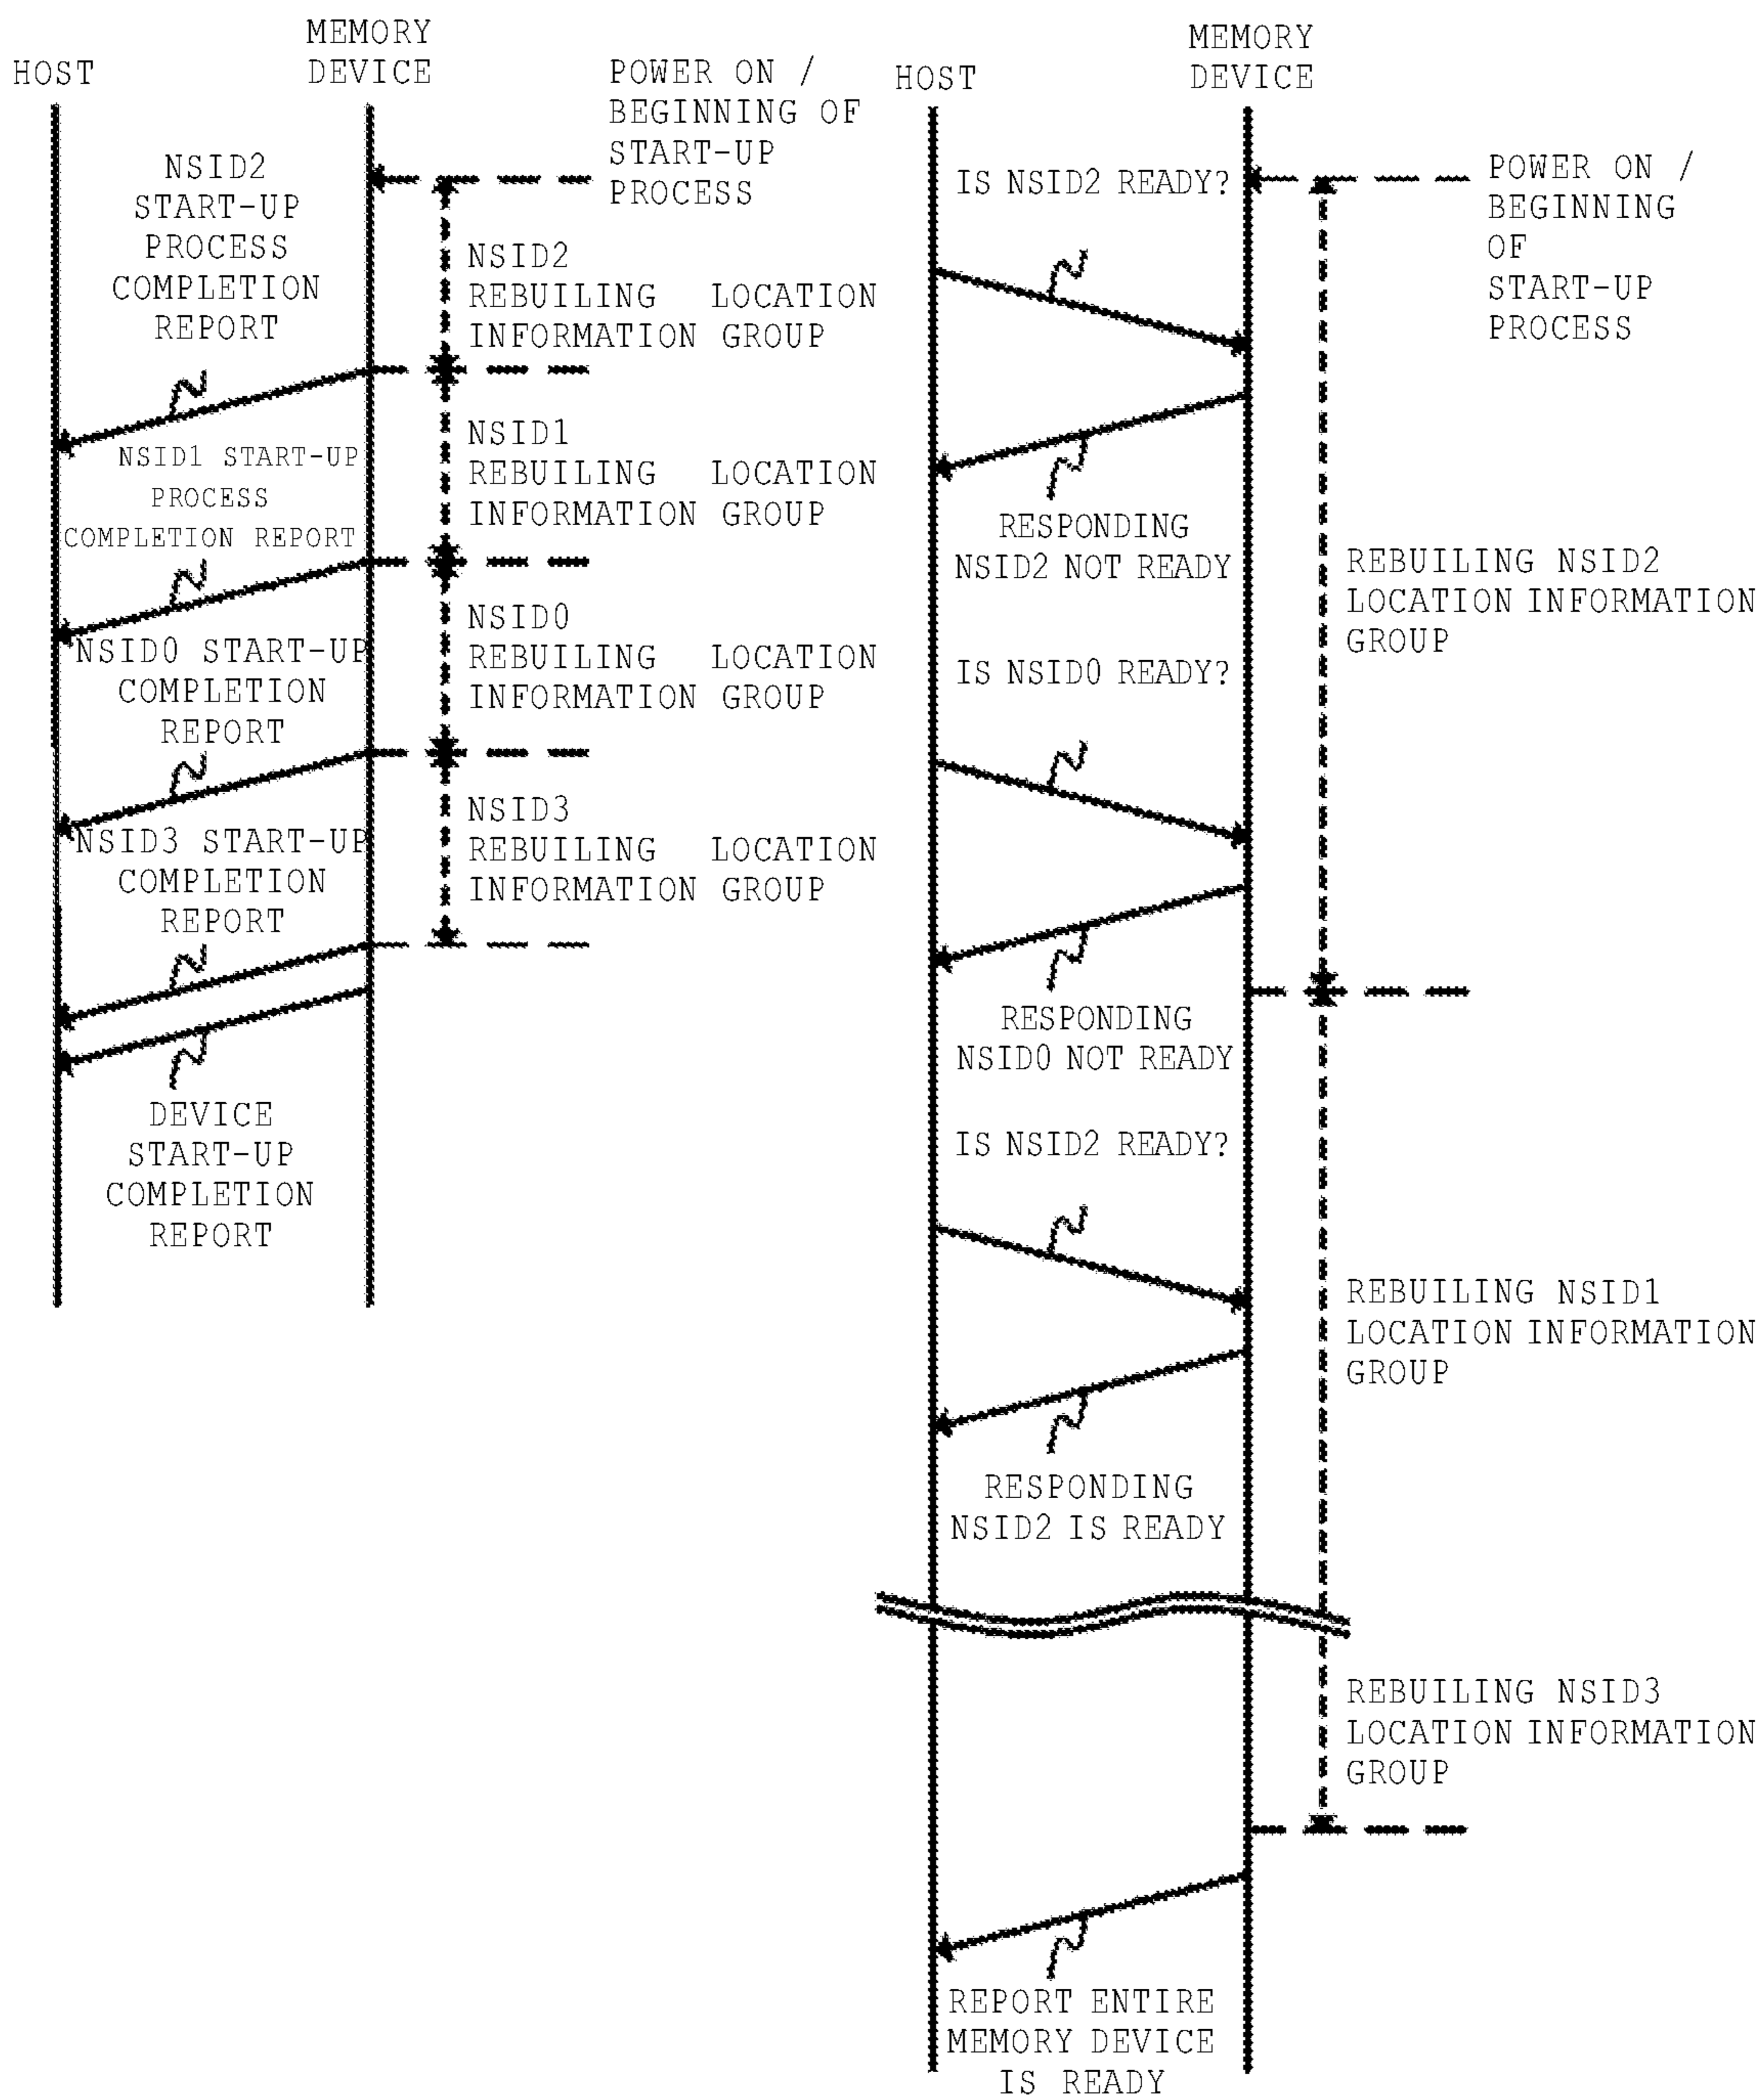 HOST
MEMORY
DEVICE
POWER ON /
BEGINNING OF
START-UP
PROCESS
NSID2
START-UP
PROCESS
COMPLETION
REPORT
NSID2
REBUILING LOCATION
INFORMATION GROUP
NSID1 START-UP
PROCESS
COMPLETION REPORT
NSID1
REBUILING LOCATION
INFORMATION GROUP
NSID0 START-UP
COMPLETION
REPORT
NSID0
REBUILING LOCATION
INFORMATION GROUP
NSID3 START-UP
COMPLETION
REPORT
NSID3
REBUILING LOCATION
INFORMATION GROUP
DEVICE
START-UP
COMPLETION
REPORT
HOST
MEMORY
DEVICE
POWER ON /
BEGINNING
OF
START-UP
PROCESS
IS NSID2 READY?
RESPONDING
NSID2 NOT READY
REBUILING NSID2
LOCATION INFORMATION
GROUP
IS NSID0 READY?
RESPONDING
NSID0 NOT READY
IS NSID2 READY?
REBUILING NSID1
LOCATION INFORMATION
GROUP
RESPONDING
NSID2 IS READY
REBUILING NSID3
LOCATION INFORMATION
GROUP
REPORT ENTIRE
MEMORY DEVICE
IS READY